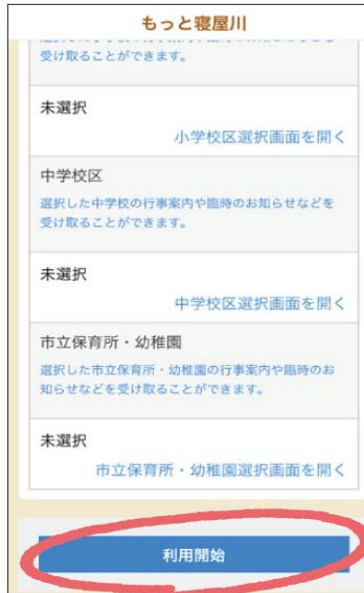 もっと寝屋川
受け取ることができます。
未選択
小学校区選択画面を開く
中学校区
選択した中学校の行事案内や臨時のお知らせなどを
受け取ることができます。
未選択
中学校区選択画面を開く
市立保育所・幼稚園
選択した市立保育所・幼稚園の行事案内や臨時のお
知らせなどを受け取ることができます。
未選択
市立保育所・幼稚園選択画面を開く
利用開始